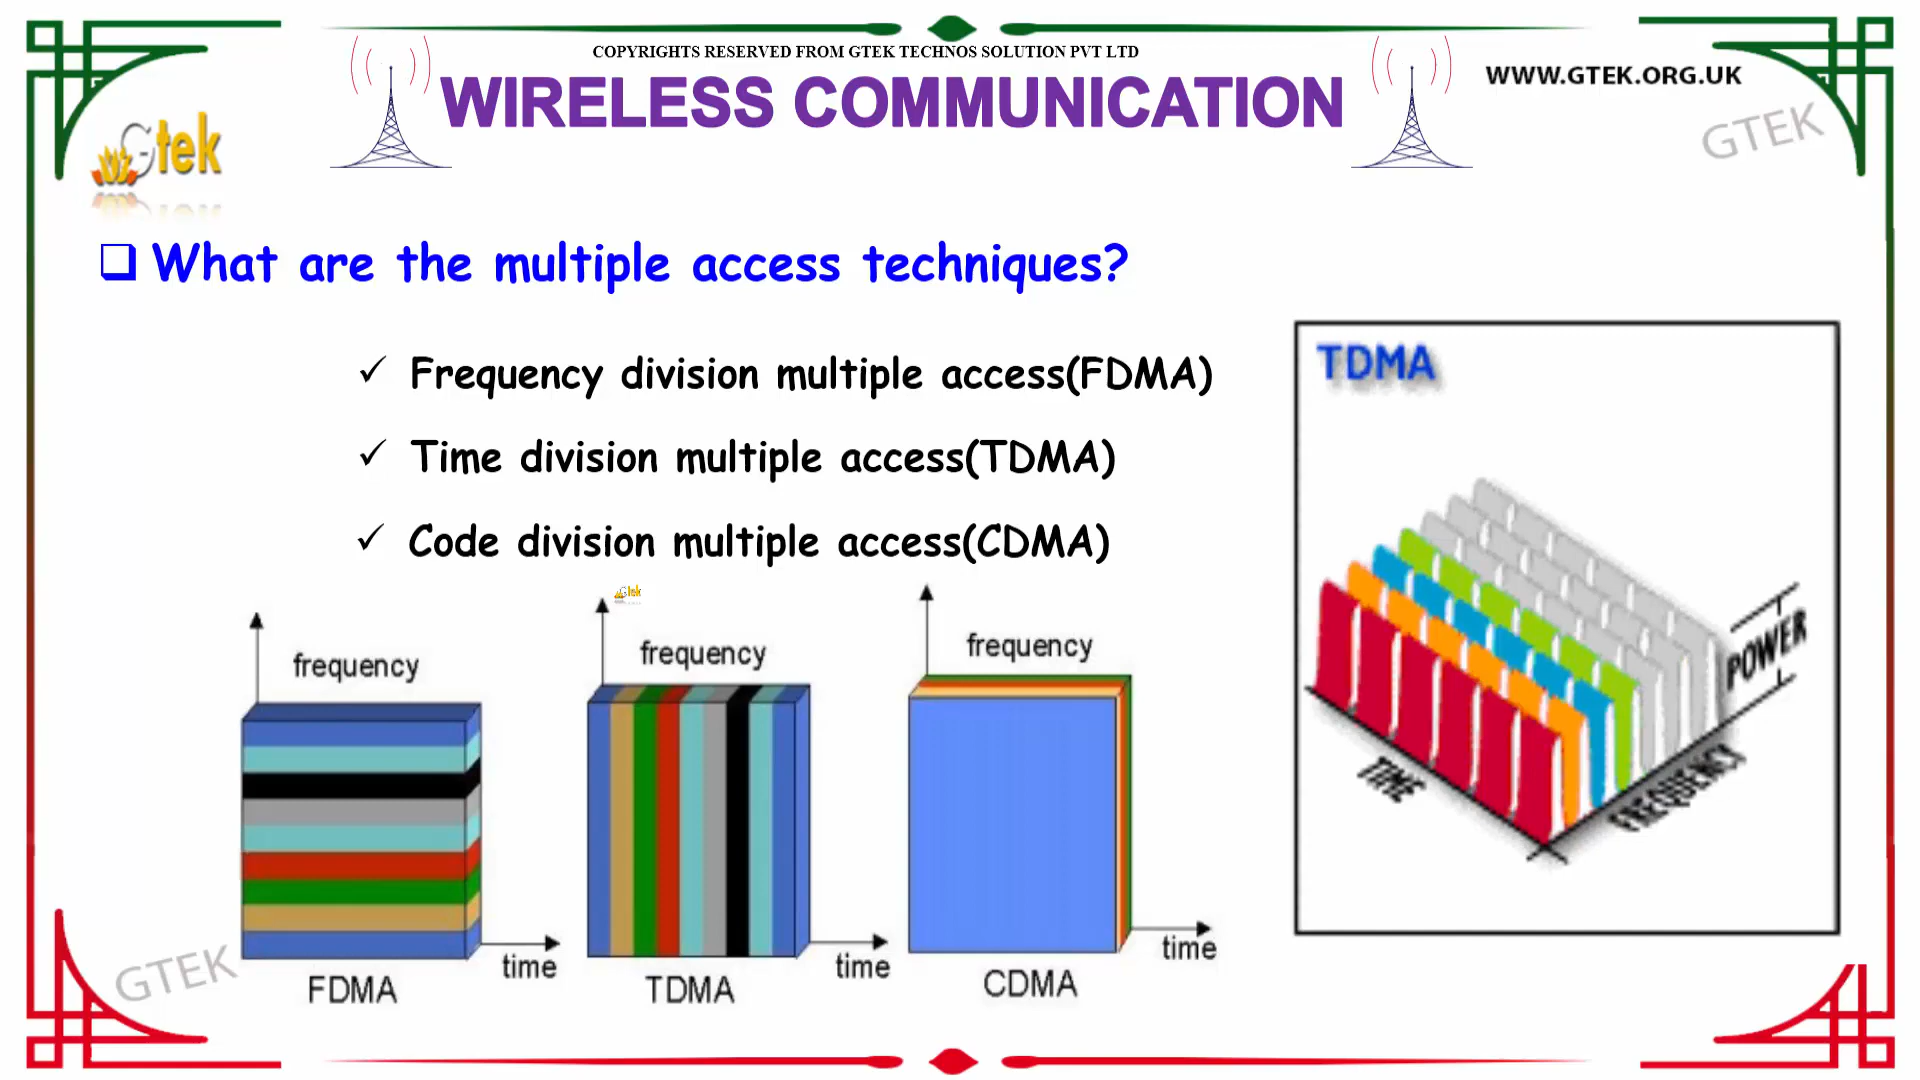 COPYRIGHTS RESERVED FROM GTEK TECHNOS SOLUTION PVT LTD
WIRELESS COMMUNICATION
WWW.GTEK.ORG.UK
GTEK
Gtek
What are the multiple access techniques?
Frequency division multiple access(FDMA)
Time division multiple access(TDMA)
Code division multiple access(CDMA)
TDMA
POWER
TIME
FREQUENCY
Gtek
frequency
frequency
frequency
time
time
time
FDMA
TDMA
CDMA
GTEK